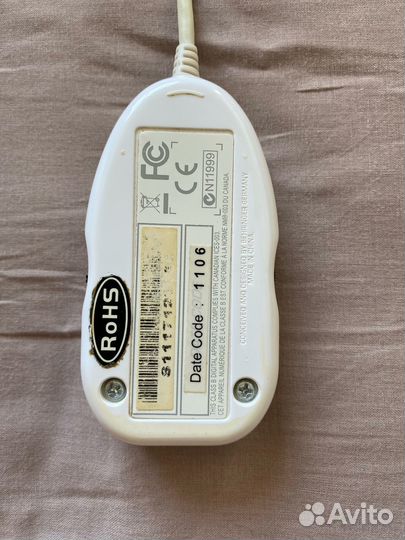 RoHS
FC
CE
N11999
Date Code : 1106
THIS CLASS B DIGITAL APPARATUS COMPLIES WITH CANADIAN ICES-003.
CET APPAREIL NUMÉRIQUE DE LA CLASSE B EST CONFORME À LA NORME NMB-003 DU CANADA.
CONCEIVED AND DESIGNED BY BEHRINGER GERMANY.
MADE IN CHINA.
Avito